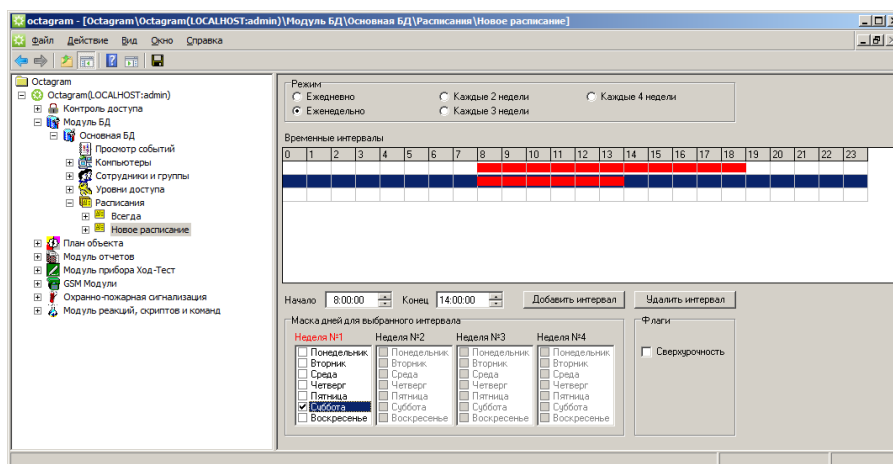 octagram - [Octagram\Octagram(LOCALHOST:admin)\Модуль БД\Основная БД\Расписания\Новое расписание]
Файл Действие Вид Окно Справка
Octagram
Octagram(LOCALHOST:admin)
Контроль доступа
Модуль БД
Основная БД
Просмотр событий
Компьютеры
Сотрудники и группы
Уровни доступа
Расписания
Всегда
Новое расписание
План объекта
Модуль отчетов
Модуль прибора Ход-Тест
GSM Модули
Охранно-пожарная сигнализация
Модуль реакций, скриптов и команд
Режим
Ежедневно Каждые 2 недели Каждые 4 недели
Еженедельно Каждые 3 недели
Временные интервалы
0 1 2 3 4 5 6 7 8 9 10 11 12 13 14 15 16 17 18 19 20 21 22 23
Начало 8:00:00 Конец 14:00:00 Добавить интервал Удалить интервал
Маска дней для выбранного интервала Флаги
Неделя №1 Неделя №2 Неделя №3 Неделя №4
Понедельник Понедельник Понедельник Понедельник Сверхурочность
Вторник Вторник Вторник Вторник
Среда Среда Среда Среда
Четверг Четверг Четверг Четверг
Пятница Пятница Пятница Пятница
Суббота Суббота Суббота Суббота
Воскресенье Воскресенье Воскресенье Воскресенье